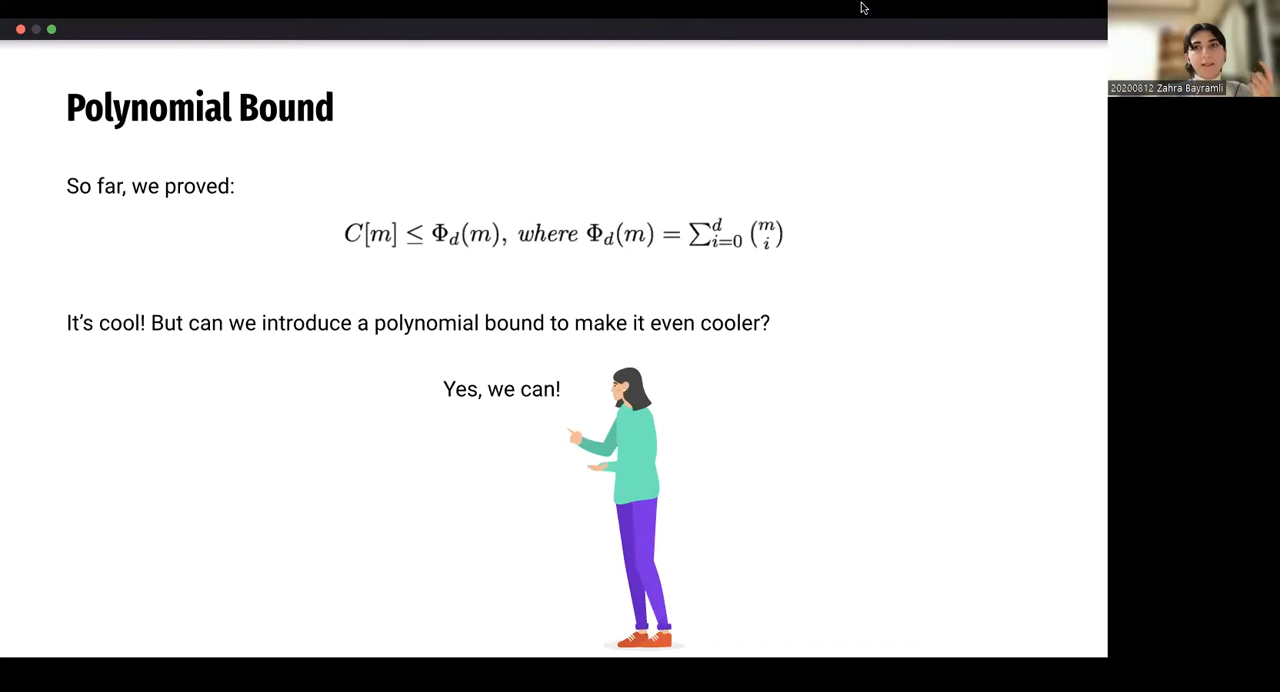 Polynomial Bound
So far, we proved:
C[m] ≤ Φ_d(m), where Φ_d(m) = ∑_{i=0}^{d} \binom{m}{i}
It's cool! But can we introduce a polynomial bound to make it even cooler?
Yes, we can!
20200812 Zahra Bayramli